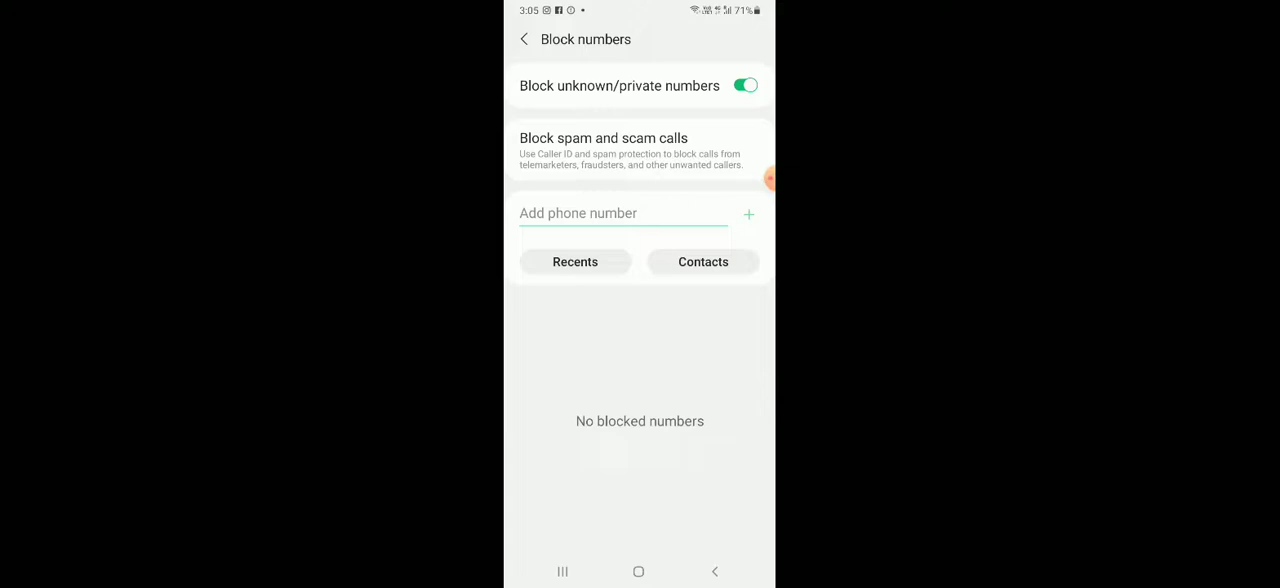 3:05
71%
Block numbers
Block unknown/private numbers
Block spam and scam calls
Use Caller ID and spam protection to block calls from
telemarketers, fraudsters, and other unwanted callers.
Add phone number
Recents
Contacts
No blocked numbers